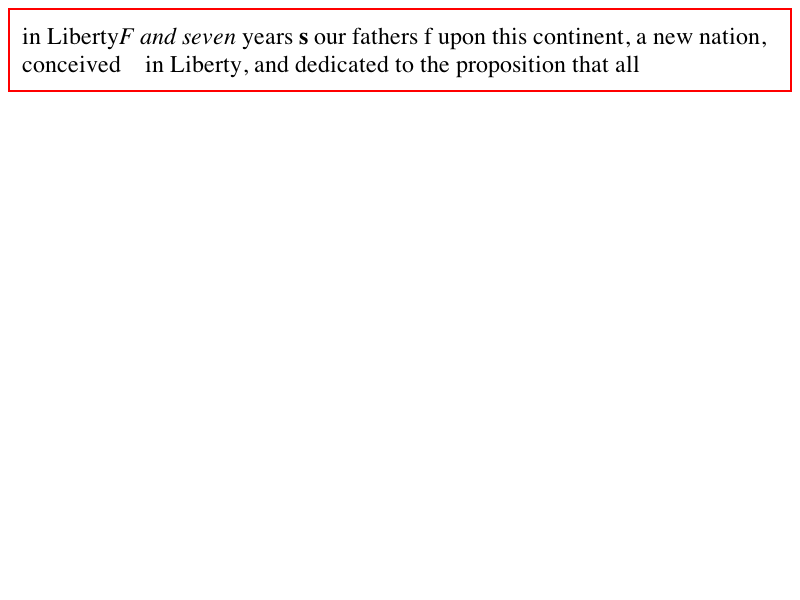 in LibertyF and seven years s our fathers f upon this continent, a new nation,
conceived    in Liberty, and dedicated to the proposition that all